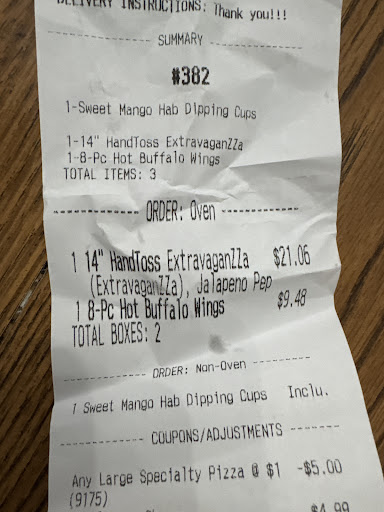 DELIVERY INSTRUCTIONS: Thank you!!!
SUMMARY
#382
1-Sweet Mango Hab Dipping Cups
1-14" HandToss ExtravaganZZa
1-8-Pc Hot Buffalo Wings
TOTAL ITEMS: 3
ORDER: Oven
1 14" HandToss ExtravaganZZa $21.06
(ExtravaganZZa), Jalapeno Pep
1 8-Pc Hot Buffalo Wings $9.48
TOTAL BOXES: 2
ORDER: Non-Oven
1 Sweet Mango Hab Dipping Cups Inclu.
COUPONS/ADJUSTMENTS
Any Large Specialty Pizza @ $1 -$5.00
(9175)
$4.99